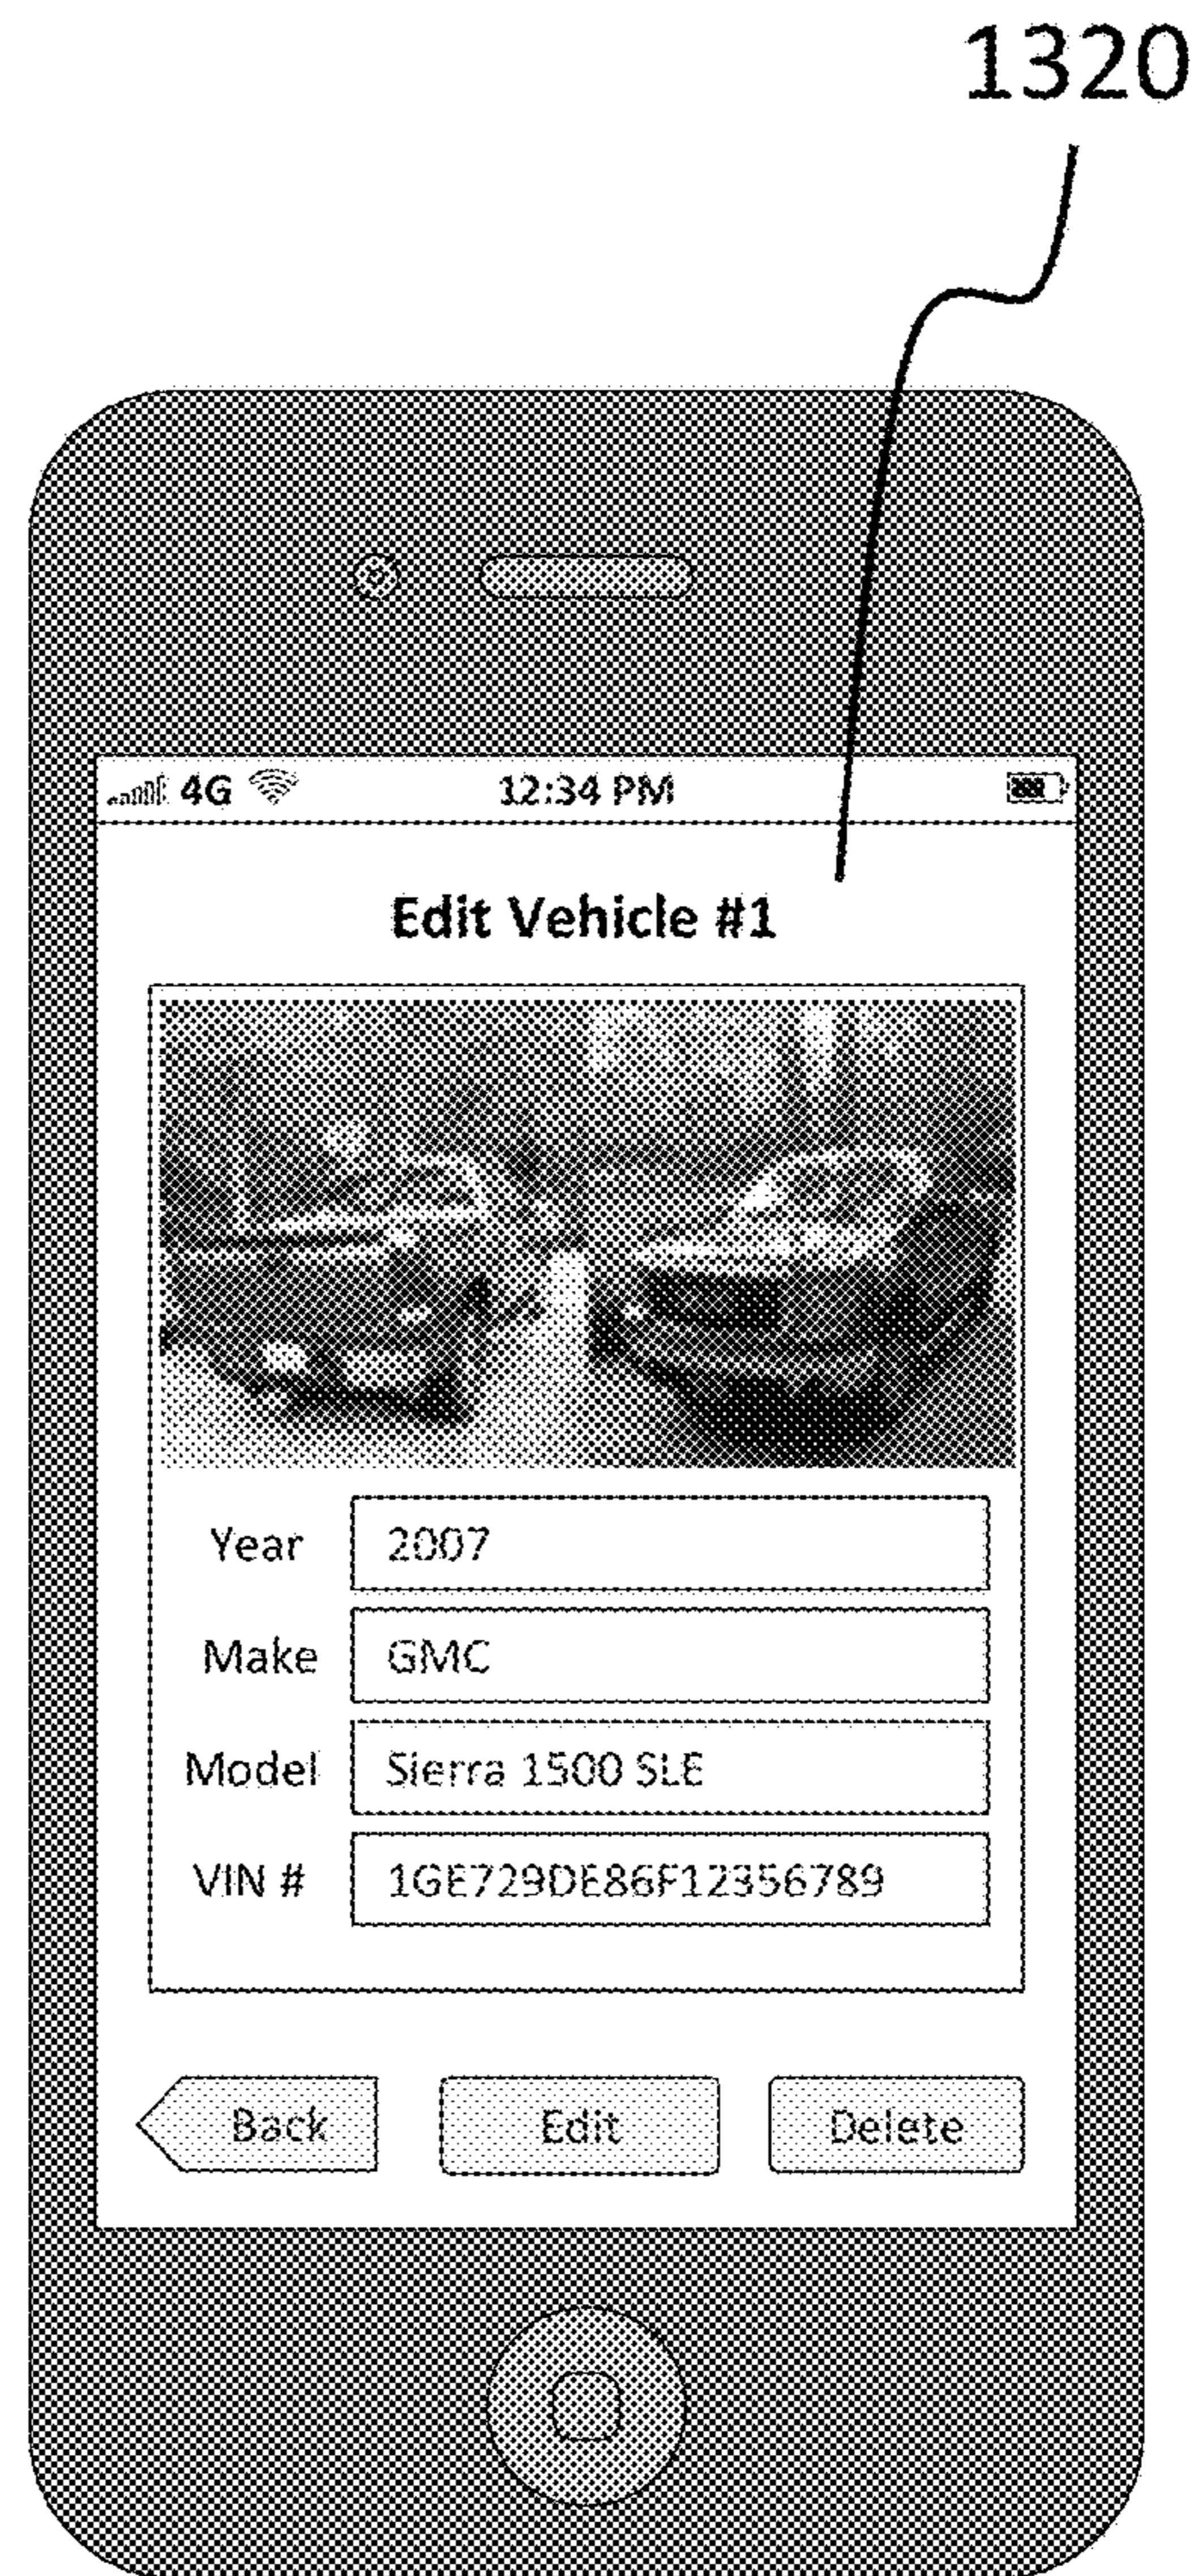 1320
4G 12:34 PM
Edit Vehicle #1
Year 2007
Make GMC
Model Sierra 1500 SLE
VIN # 1GE729DE86F12356789
Back Edit Delete